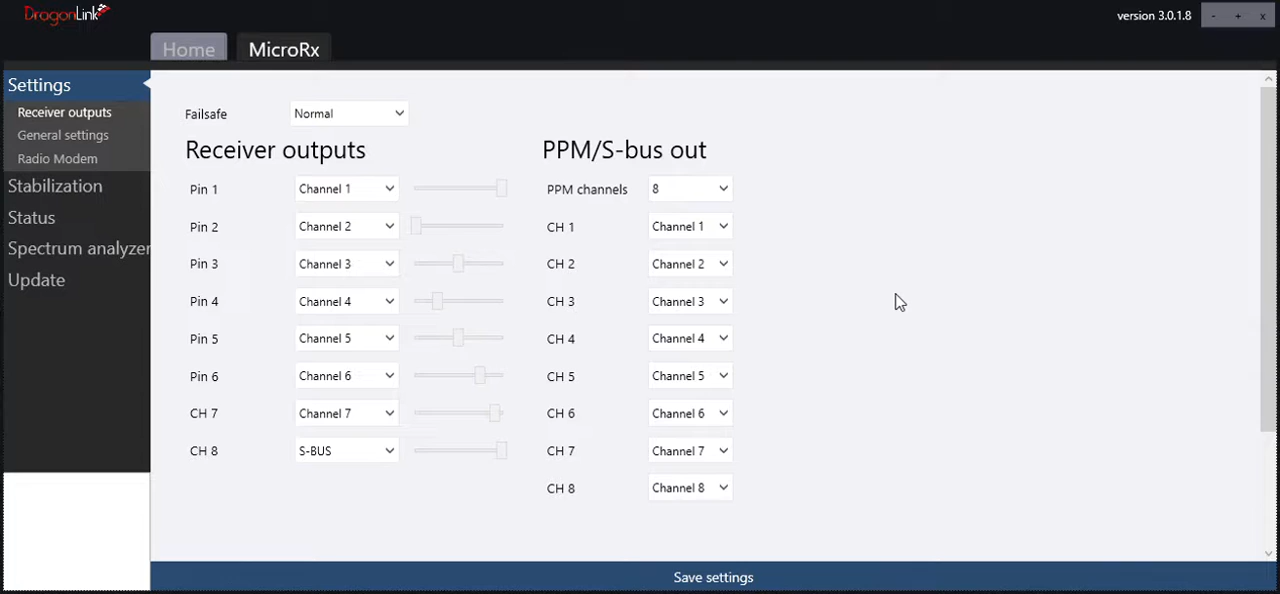 DragonLink
version 3.0.1.8
- + x
Home MicroRx
Settings
Receiver outputs
General settings
Radio Modem
Stabilization
Status
Spectrum analyzer
Update
Failsafe Normal
Receiver outputs PPM/S-bus out
Pin 1 Channel 1 PPM channels 8
Pin 2 Channel 2 CH 1 Channel 1
Pin 3 Channel 3 CH 2 Channel 2
Pin 4 Channel 4 CH 3 Channel 3
Pin 5 Channel 5 CH 4 Channel 4
Pin 6 Channel 6 CH 5 Channel 5
CH 7 Channel 7 CH 6 Channel 6
CH 8 S-BUS CH 7 Channel 7
CH 8 Channel 8
Save settings